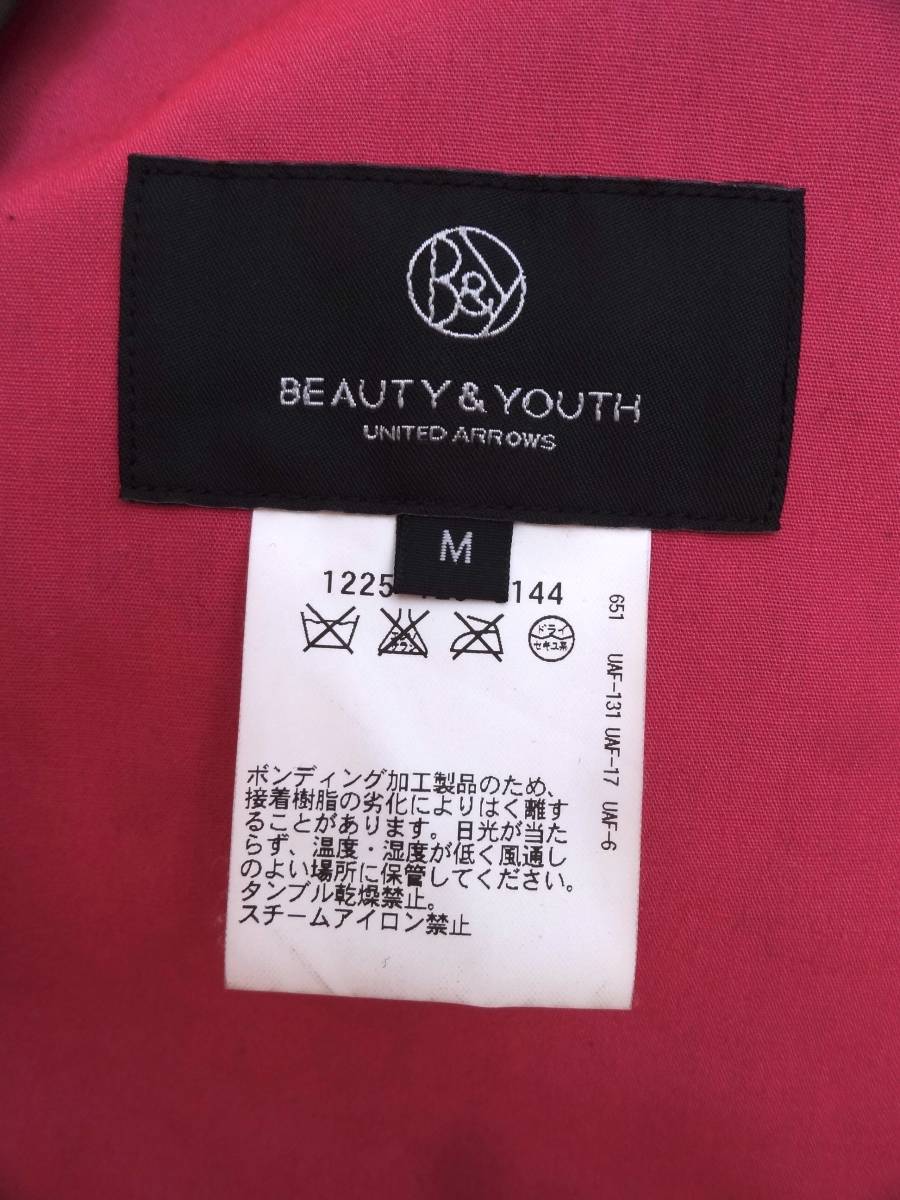 B&Y
BEAUTY & YOUTH
UNITED ARROWS
M
1225
144
ドライ
セキユ系
651 UAF-131 UAF-17 UAF-6
ボンディング加工製品のため、
接着樹脂の劣化によりはく離す
ることがあります。日光が当た
らず、温度・湿度が低く風通し
のよい場所に保管してください。
タンブル乾燥禁止。
スチームアイロン禁止